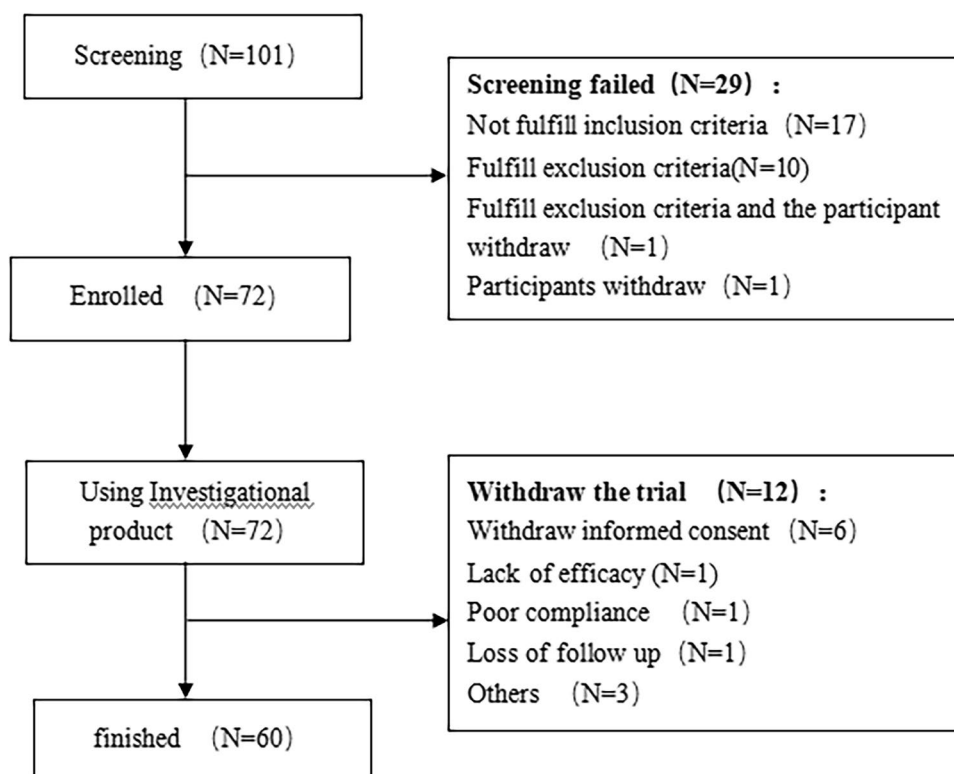 Screening (N=101)
Screening failed (N=29) :
Not fulfill inclusion criteria (N=17)
Fulfill exclusion criteria(N=10)
Fulfill exclusion criteria and the participant
withdraw (N=1)
Participants withdraw (N=1)
Enrolled (N=72)
Using Investigational
product (N=72)
Withdraw the trial (N=12) :
Withdraw informed consent (N=6)
Lack of efficacy (N=1)
Poor compliance (N=1)
Loss of follow up (N=1)
Others (N=3)
finished (N=60)